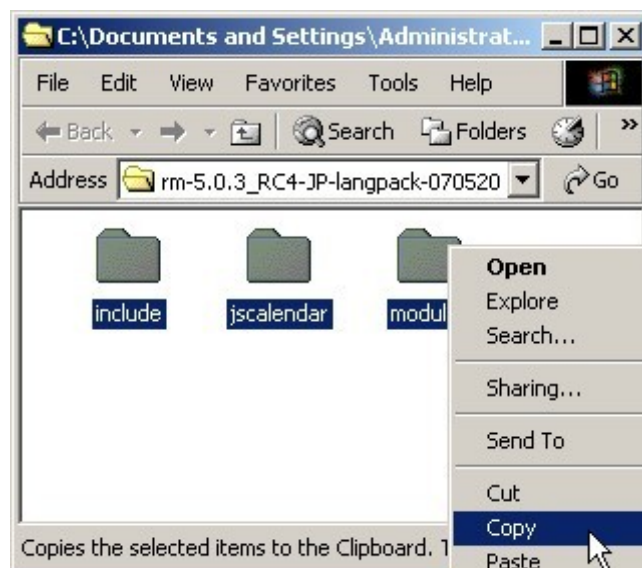 C:\Documents and Settings\Administrat...
File Edit View Favorites Tools Help
Back Search Folders »
Address rm-5.0.3_RC4-JP-langpack-070520 Go
include jscalendar modul
Open
Explore
Search...
Sharing...
Send To
Cut
Copy
Paste
Copies the selected items to the Clipboard.